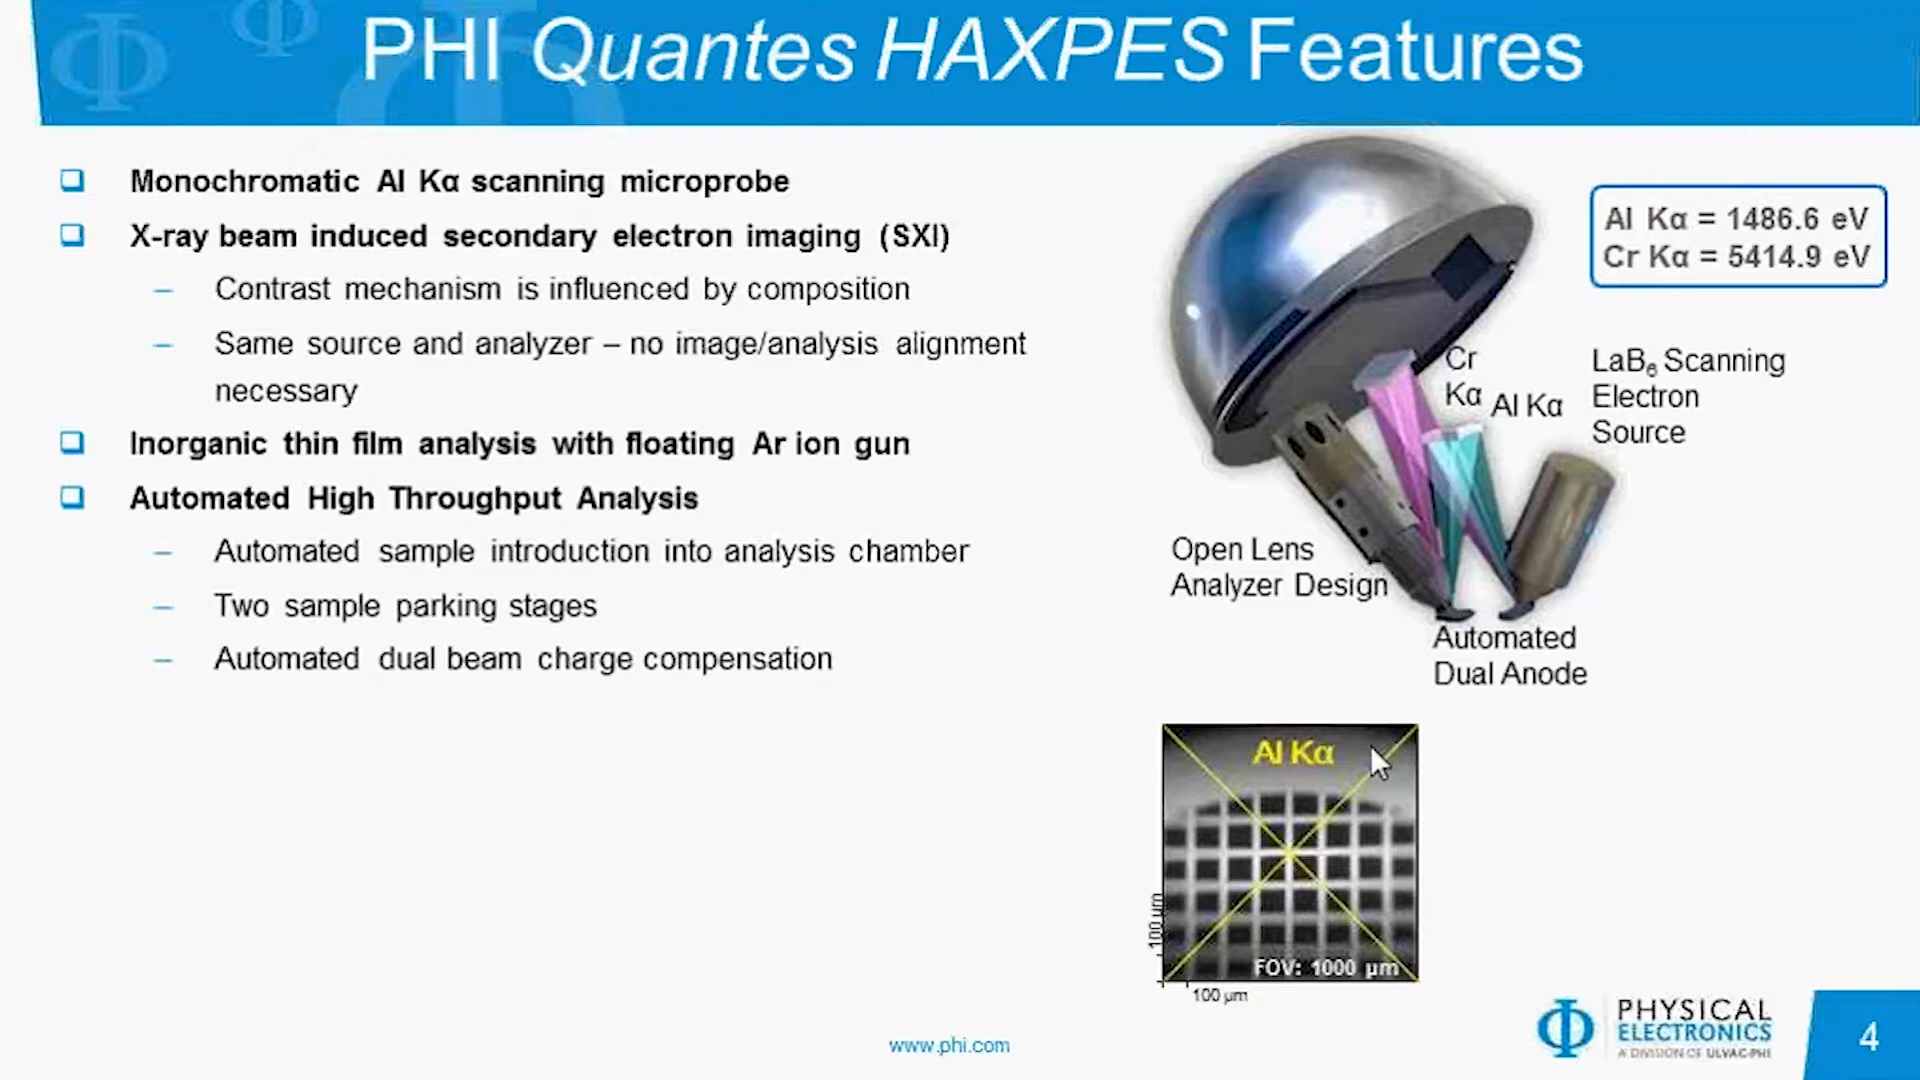 PHI Quantes HAXPES Features
Monochromatic Al Kα scanning microprobe
X-ray beam induced secondary electron imaging (SXI)
– Contrast mechanism is influenced by composition
– Same source and analyzer – no image/analysis alignment
necessary
Inorganic thin film analysis with floating Ar ion gun
Automated High Throughput Analysis
– Automated sample introduction into analysis chamber
– Two sample parking stages
– Automated dual beam charge compensation
Al Kα = 1486.6 eV
Cr Kα = 5414.9 eV
Cr
Kα
Al Kα
LaB₆ Scanning
Electron
Source
Open Lens
Analyzer Design
Automated
Dual Anode
Al Kα
FOV: 1000 µm
100 µm
100 µm
www.phi.com
PHYSICAL
ELECTRONICS
A DIVISION OF ULVAC-PHI
4